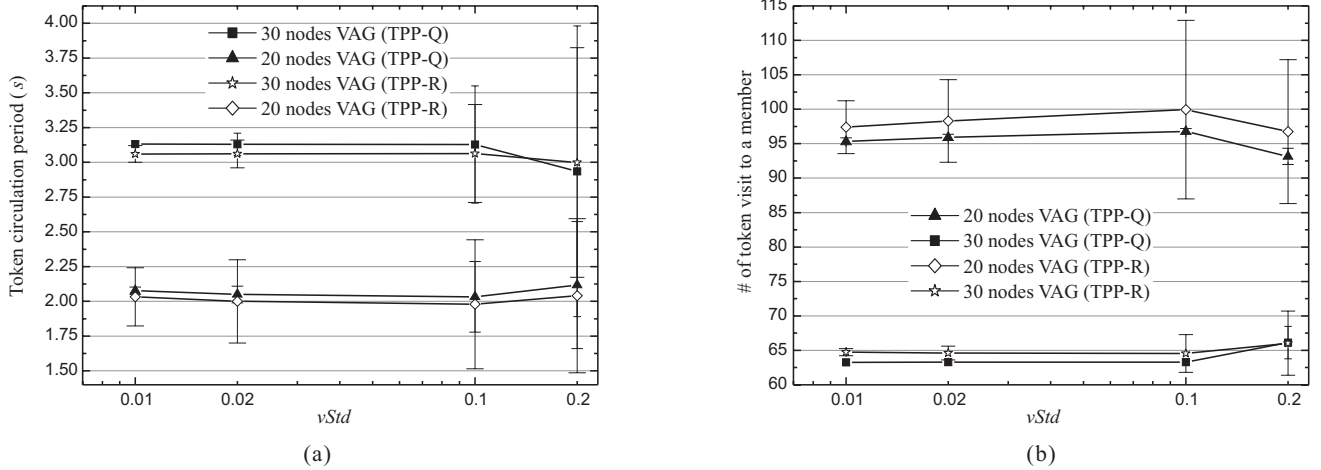 4.00
3.75
3.50
3.25
3.00
2.75
2.50
2.25
2.00
1.75
1.50
Token circulation period (s)
30 nodes VAG (TPP-Q)
20 nodes VAG (TPP-Q)
30 nodes VAG (TPP-R)
20 nodes VAG (TPP-R)
0.01
0.02
0.1
0.2
vStd
(a)
115
110
105
100
95
90
85
80
75
70
65
60
# of token visit to a member
20 nodes VAG (TPP-Q)
30 nodes VAG (TPP-Q)
20 nodes VAG (TPP-R)
30 nodes VAG (TPP-R)
0.01
0.02
0.1
0.2
vStd
(b)